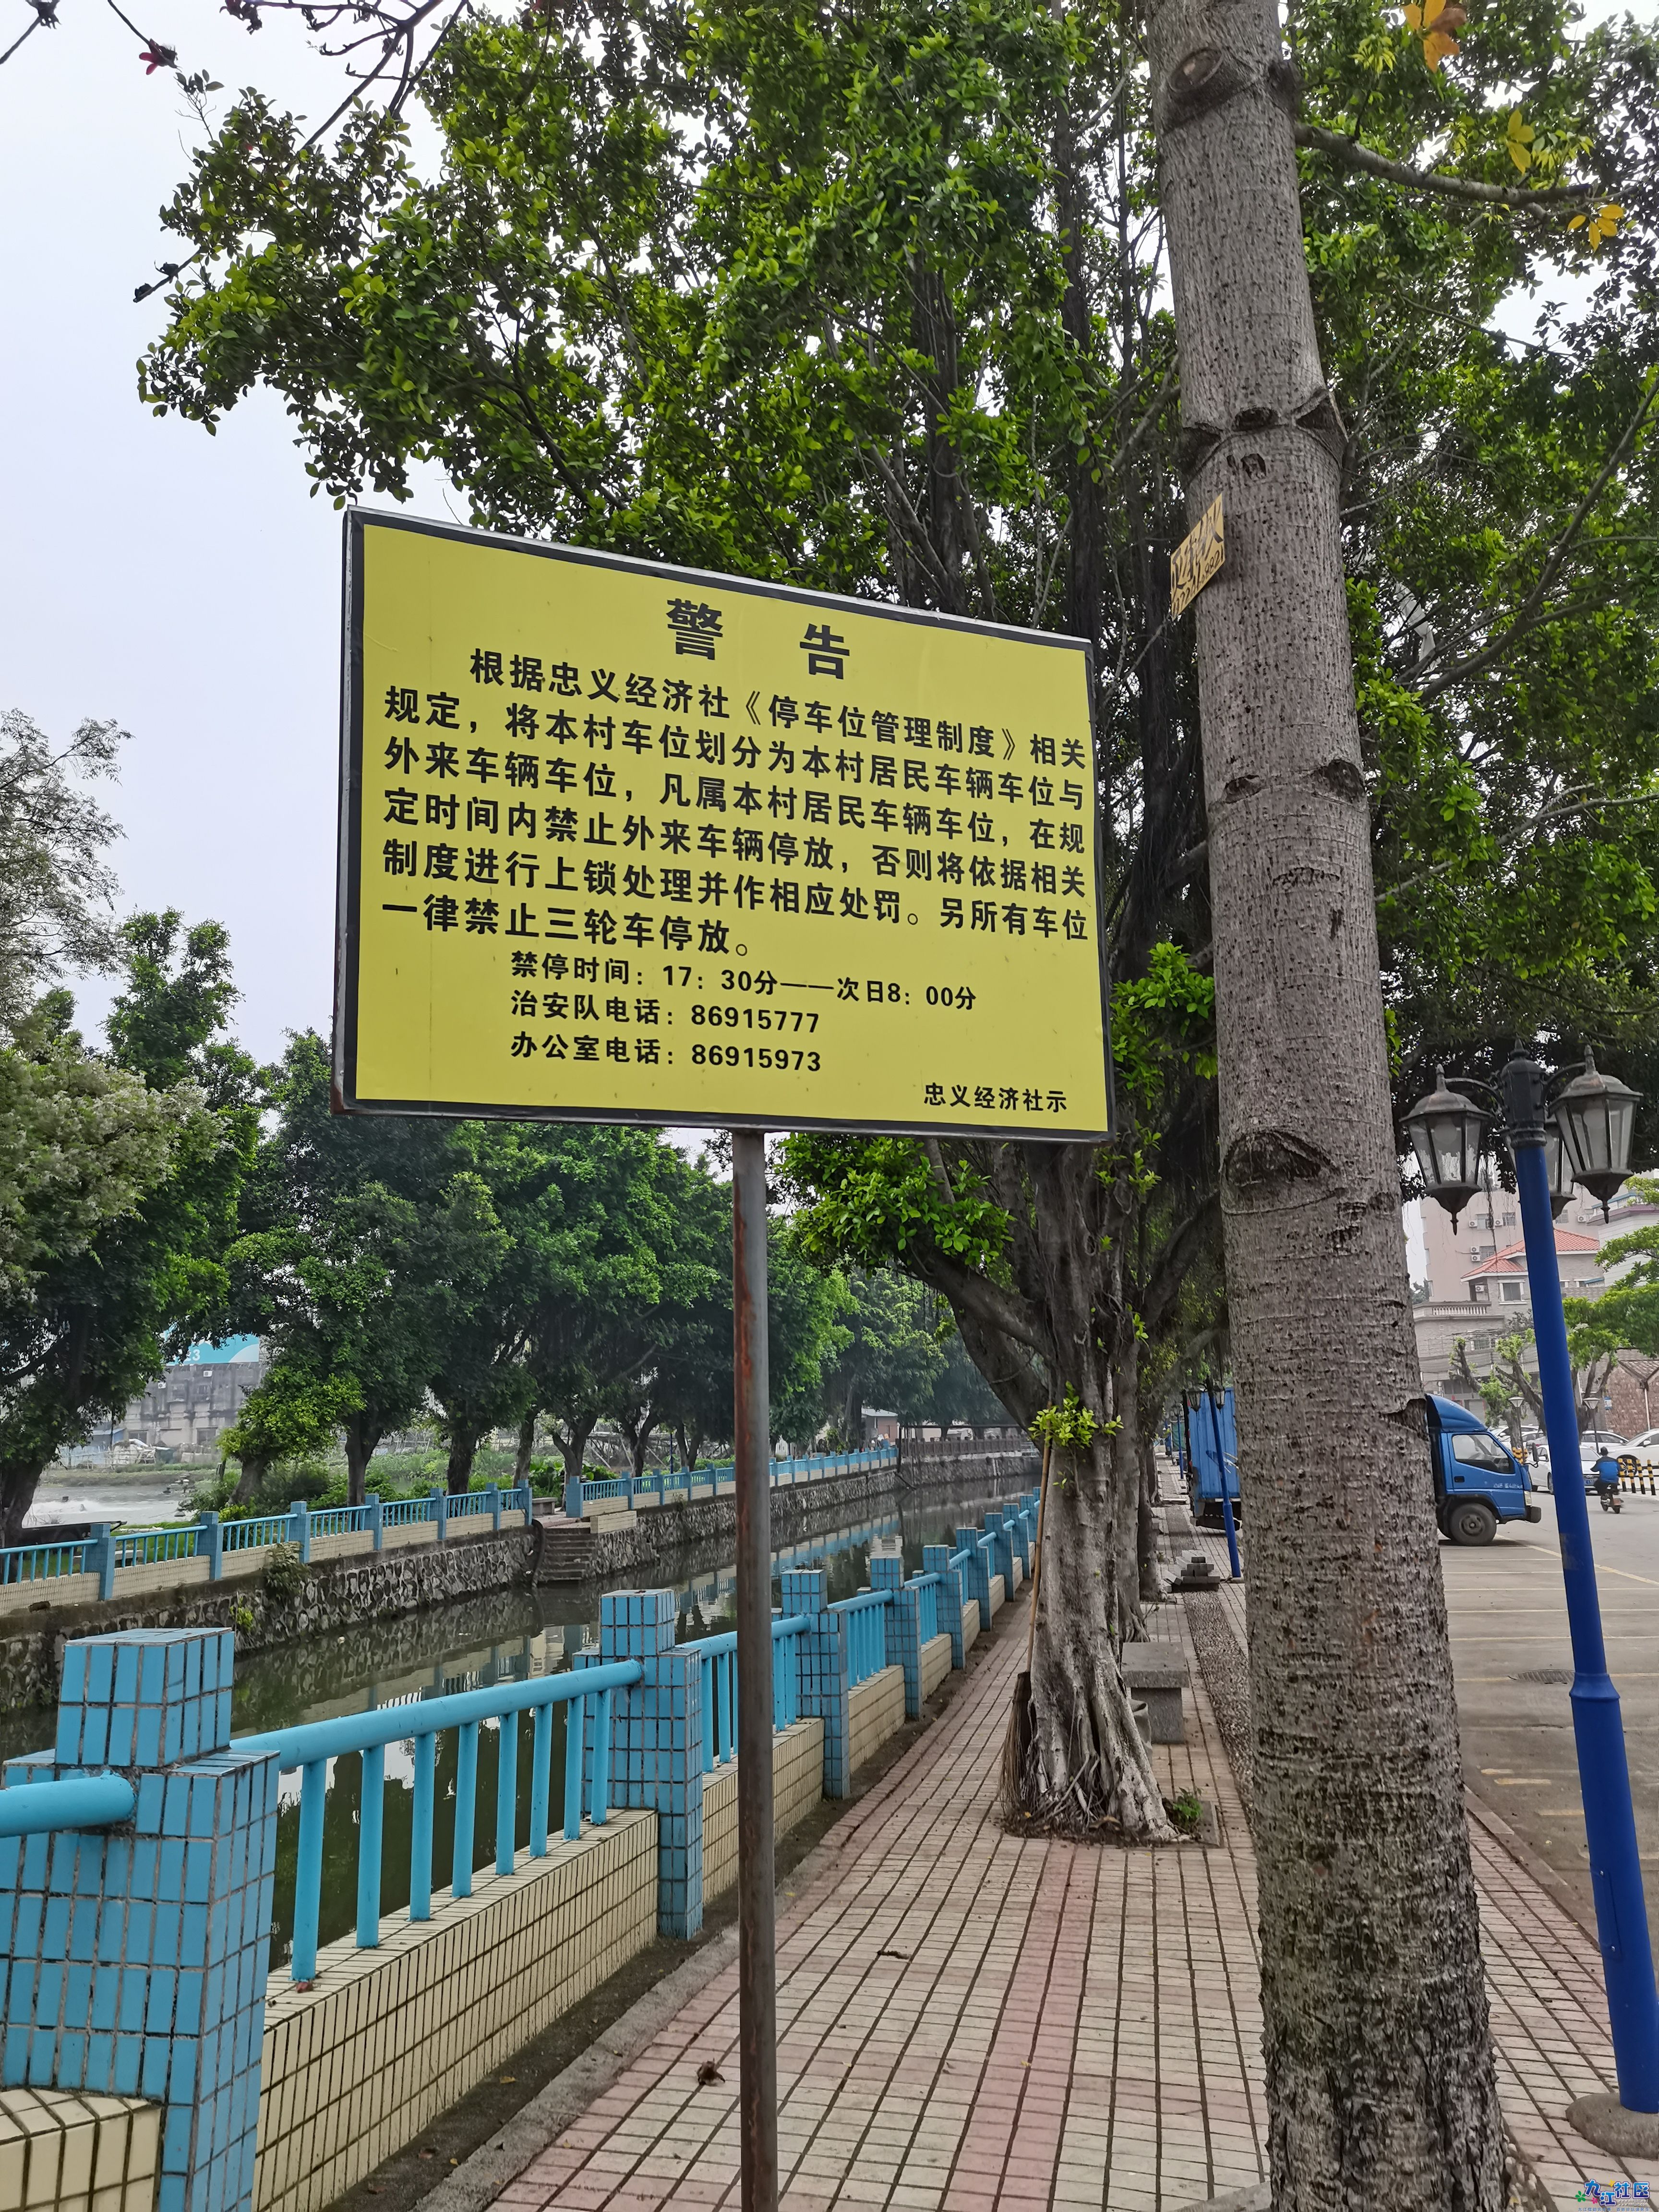 警 告
根据忠义经济社《停车位管理制度》相关
规定，将本村车位划分为本村居民车辆车位与
外来车辆车位，凡属本村居民车辆车位，在规
定时间内禁止外来车辆停放，否则将依据相关
制度进行上锁处理并作相应处罚。另所有车位
一律禁止三轮车停放。
禁停时间：17：30分——次日8：00分
治安队电话：86915777
办公室电话：86915973
忠义经济社示
九江社区